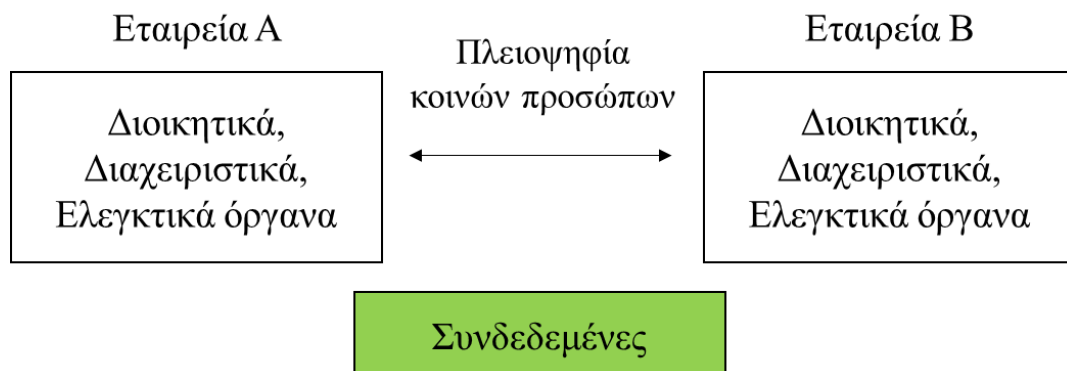 Εταιρεία Α
Εταιρεία Β
Πλειοψηφία
κοινών προσώπων
Διοικητικά,
Διαχειριστικά,
Ελεγκτικά όργανα
Διοικητικά,
Διαχειριστικά,
Ελεγκτικά όργανα
Συνδεδεμένες